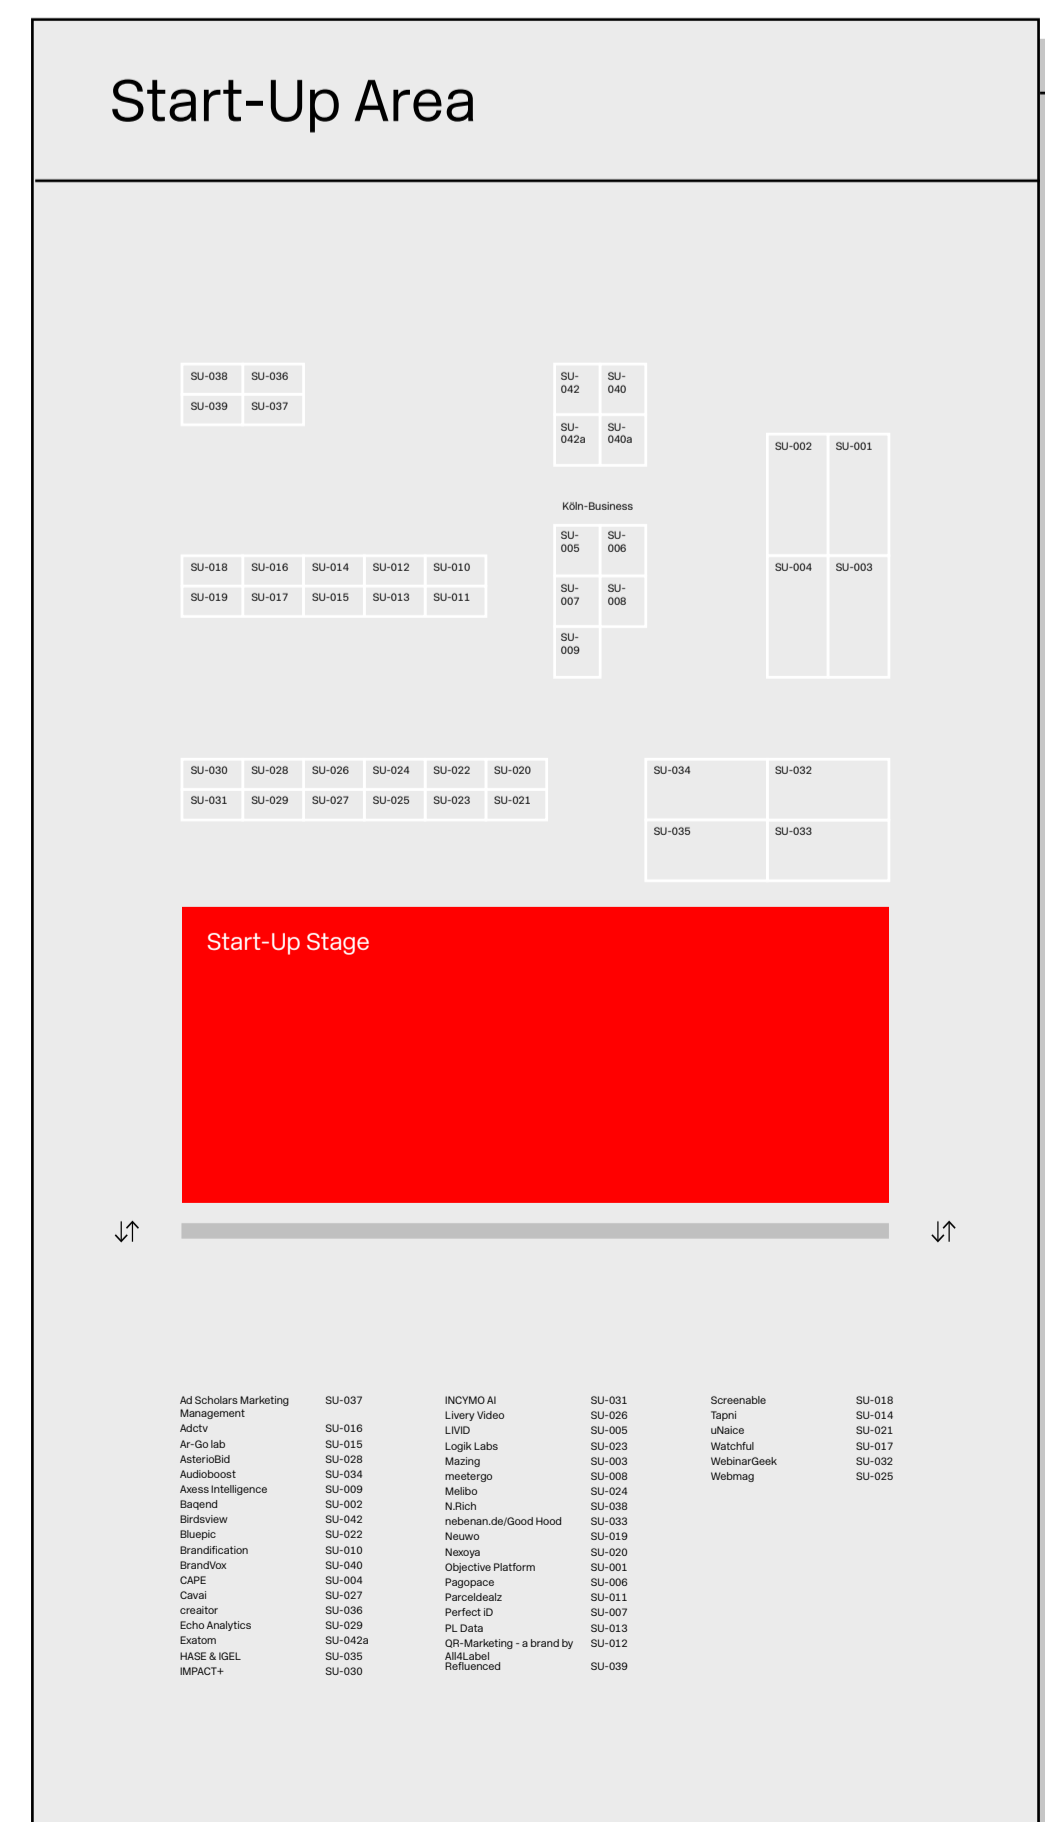 Start-Up Area
SU-038 SU-036
SU-039 SU-037
SU-
042
SU-
040
SU-
042a
SU-
040a
SU-002 SU-001
SU-004 SU-003
Köln-Business
SU-
005
SU-
006
SU-
007
SU-
008
SU-
009
SU-018 SU-016 SU-014 SU-012 SU-010
SU-019 SU-017 SU-015 SU-013 SU-011
SU-030 SU-028 SU-026 SU-024 SU-022 SU-020
SU-031 SU-029 SU-027 SU-025 SU-023 SU-021
SU-034 SU-032
SU-035 SU-033
Start-Up Stage
↓↑ ↓↑
Ad Scholars Marketing SU-037
Management
Adctv SU-016
Ar-Go lab SU-015
AsterioBid SU-028
Audioboost SU-034
Axess Intelligence SU-009
Baqend SU-002
Birdsview SU-042
Bluepic SU-022
Brandification SU-010
BrandVox SU-040
CAPE SU-004
Cavai SU-027
creaitor SU-036
Echo Analytics SU-029
Exatom SU-042a
HASE & IGEL SU-035
IMPACT+ SU-030
INCYMO AI SU-031
Livery Video SU-026
LIVID SU-005
Logik Labs SU-023
Mazing SU-003
meetergo SU-008
Melibo SU-024
N.Rich SU-038
nebenan.de/Good Hood SU-033
Neuwo SU-019
Nexoya SU-020
Objective Platform SU-001
Pagopace SU-006
Parceldealz SU-011
Perfect iD SU-007
PL Data SU-013
QR-Marketing - a brand by SU-012
All4Label
Refluenced SU-039
Screenable SU-018
Tapni SU-014
uNaice SU-021
Watchful SU-017
WebinarGeek SU-032
Webmag SU-025